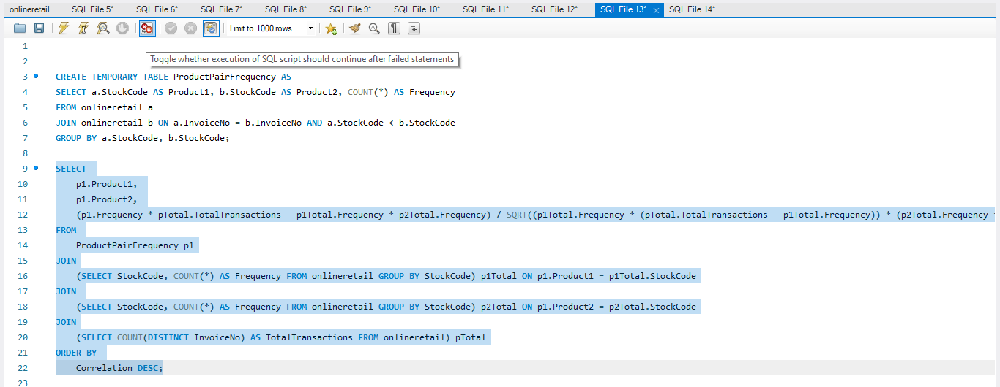 onlineretail SQL File 5* SQL File 6* SQL File 7* SQL File 8* SQL File 9* SQL File 10* SQL File 11* SQL File 12* SQL File 13* × SQL File 14*
Limit to 1000 rows
1
Toggle whether execution of SQL script should continue after failed statements
2
3 CREATE TEMPORARY TABLE ProductPairFrequency AS
4 SELECT a.StockCode AS Product1, b.StockCode AS Product2, COUNT(*) AS Frequency
5 FROM onlineretail a
6 JOIN onlineretail b ON a.InvoiceNo = b.InvoiceNo AND a.StockCode < b.StockCode
7 GROUP BY a.StockCode, b.StockCode;
8
9 SELECT
10 p1.Product1,
11 p1.Product2,
12 (p1.Frequency * pTotal.TotalTransactions - p1Total.Frequency * p2Total.Frequency) / SQRT((p1Total.Frequency * (pTotal.TotalTransactions - p1Total.Frequency)) * (p2Total.Frequency *
13 FROM
14 ProductPairFrequency p1
15 JOIN
16 (SELECT StockCode, COUNT(*) AS Frequency FROM onlineretail GROUP BY StockCode) p1Total ON p1.Product1 = p1Total.StockCode
17 JOIN
18 (SELECT StockCode, COUNT(*) AS Frequency FROM onlineretail GROUP BY StockCode) p2Total ON p1.Product2 = p2Total.StockCode
19 JOIN
20 (SELECT COUNT(DISTINCT InvoiceNo) AS TotalTransactions FROM onlineretail) pTotal
21 ORDER BY
22 Correlation DESC;
23